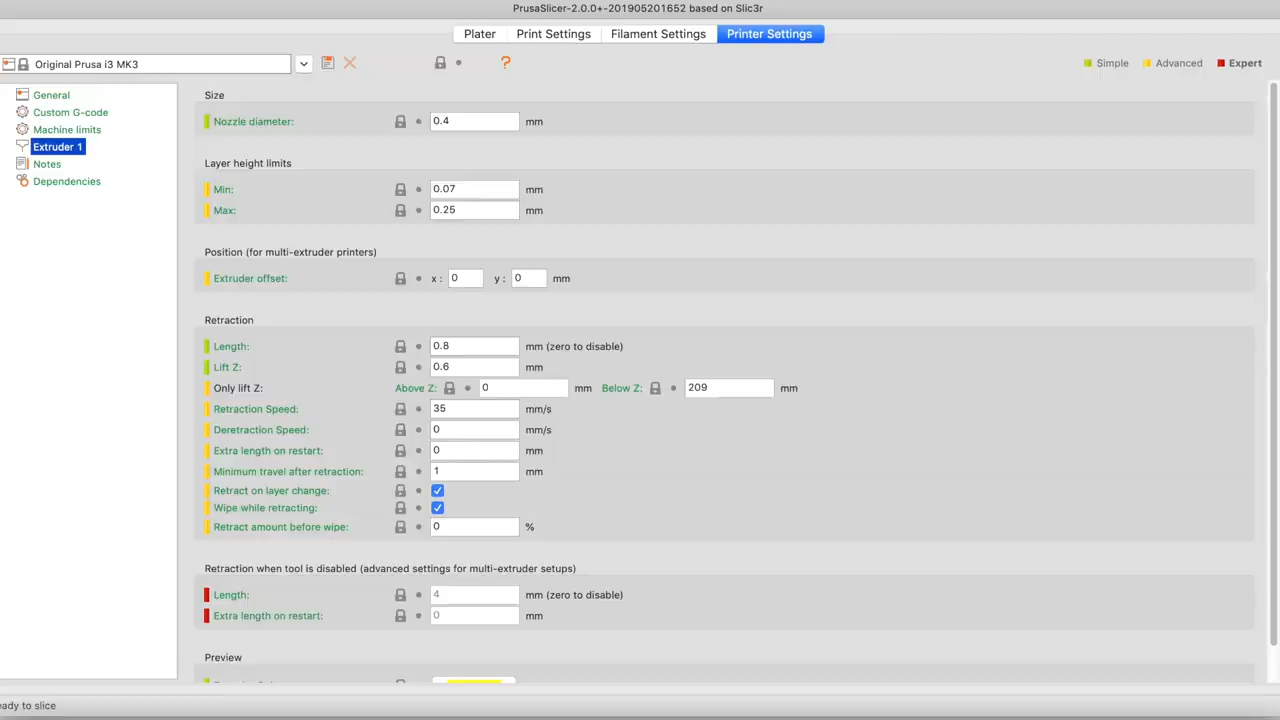 PrusaSlicer-2.0.0+-201905201652 based on Slic3r
Plater Print Settings Filament Settings Printer Settings
Original Prusa i3 MK3 ? Simple Advanced Expert
General
Custom G-code
Machine limits
Extruder 1
Notes
Dependencies
Size
Nozzle diameter: 0.4 mm
Layer height limits
Min: 0.07 mm
Max: 0.25 mm
Position (for multi-extruder printers)
Extruder offset: x : 0 y : 0 mm
Retraction
Length: 0.8 mm (zero to disable)
Lift Z: 0.6 mm
Only lift Z: Above Z: 0 mm Below Z: 209 mm
Retraction Speed: 35 mm/s
Deretraction Speed: 0 mm/s
Extra length on restart: 0 mm
Minimum travel after retraction: 1 mm
Retract on layer change:
Wipe while retracting:
Retract amount before wipe: 0 %
Retraction when tool is disabled (advanced settings for multi-extruder setups)
Length: 4 mm (zero to disable)
Extra length on restart: 0 mm
Preview
eady to slice